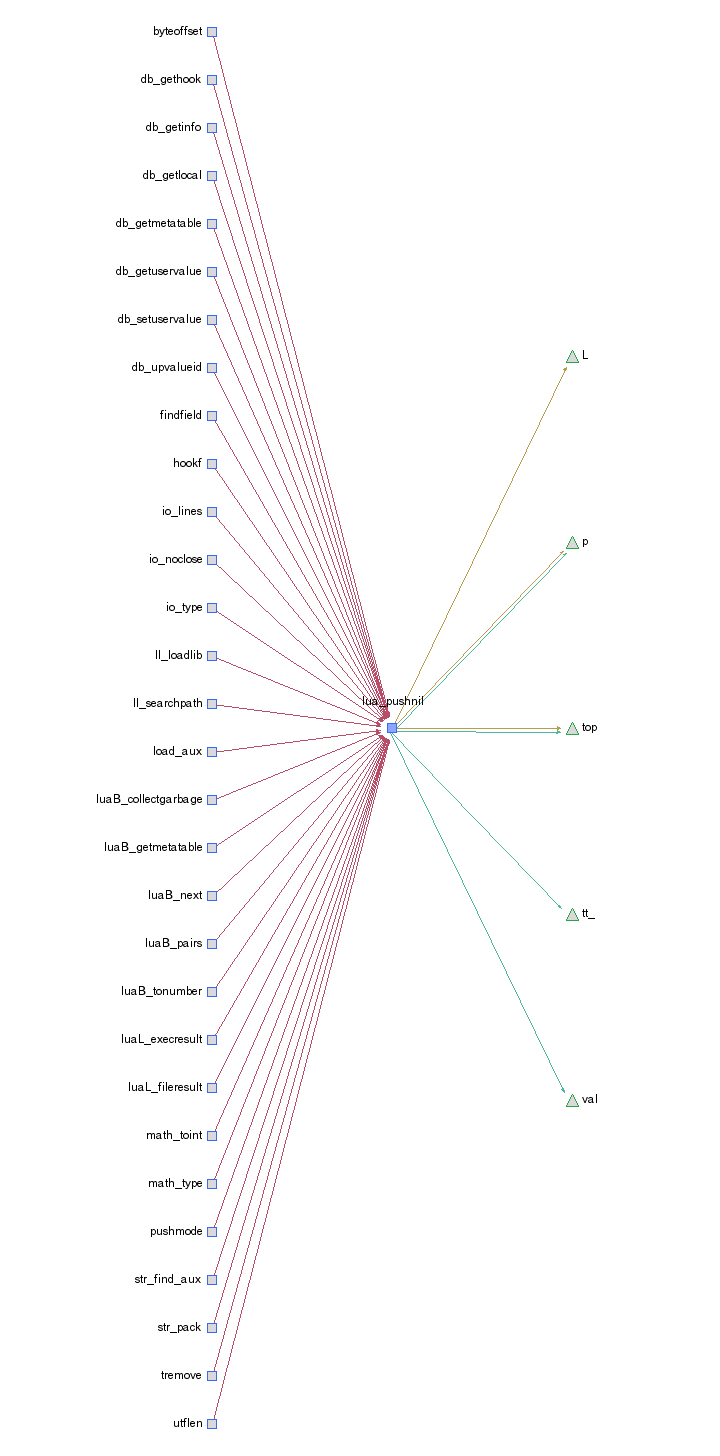 byteoffset
db_gethook
db_getinfo
db_getlocal
db_getmetatable
db_getuservalue
db_setuservalue
db_upvalueid
findfield
hookf
io_lines
io_noclose
io_type
ll_loadlib
ll_searchpath
load_aux
luaB_collectgarbage
luaB_getmetatable
luaB_next
luaB_pairs
luaB_tonumber
luaL_execresult
luaL_fileresult
math_toint
math_type
pushmode
str_find_aux
str_pack
tremove
utflen
lua_pushnil
L
p
top
tt_
val